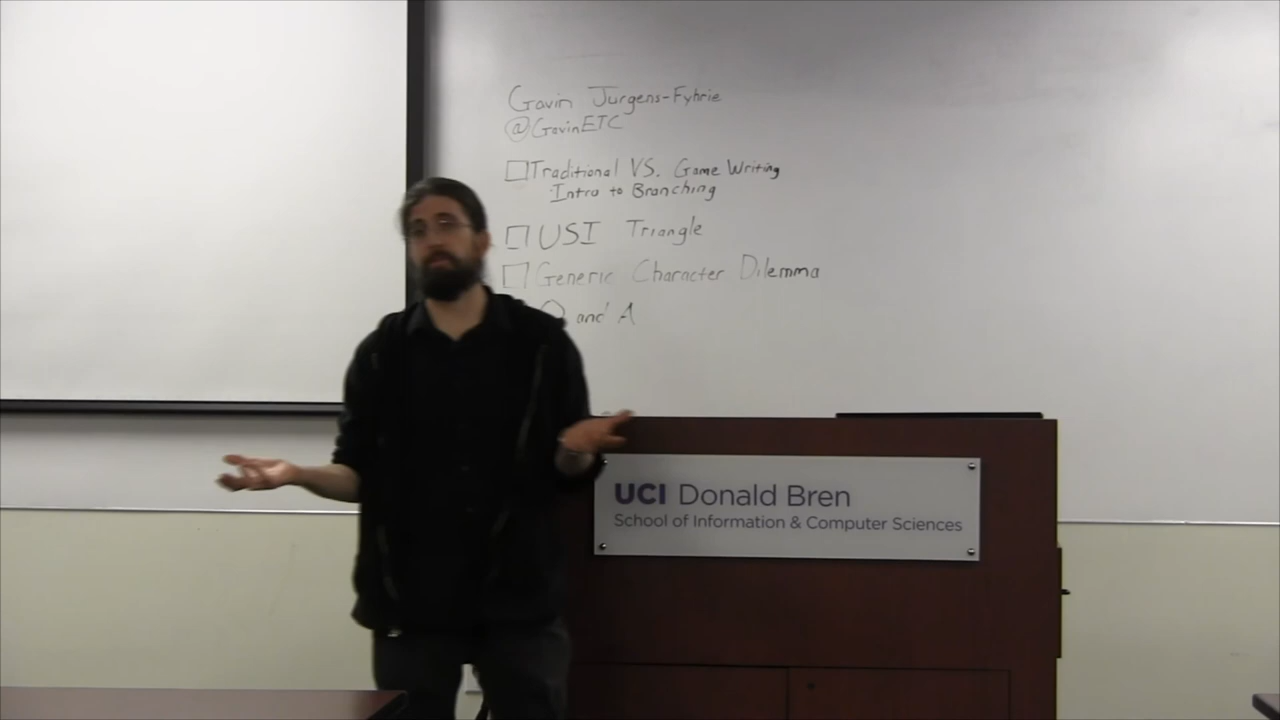 Gavin Jurgens-Fyhrie
@GavinETC
Traditional VS. Game Writing
Intro to Branching
USI Triangle
Generic Character Dilemma
Q and A
UCI Donald Bren
School of Information & Computer Sciences